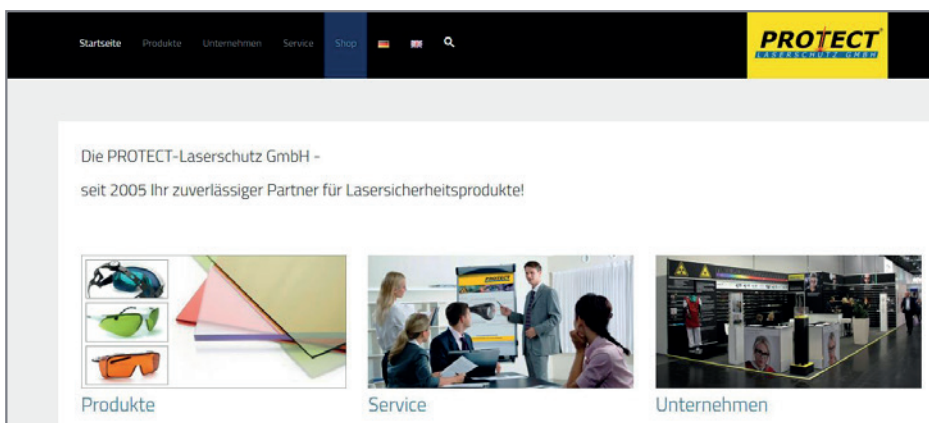 Startseite Produkte Unternehmen Service Shop
PROTECT
LASERSCHUTZ GMBH
Die PROTECT-Laserschutz GmbH -
seit 2005 Ihr zuverlässiger Partner für Lasersicherheitsprodukte!
Produkte Service Unternehmen